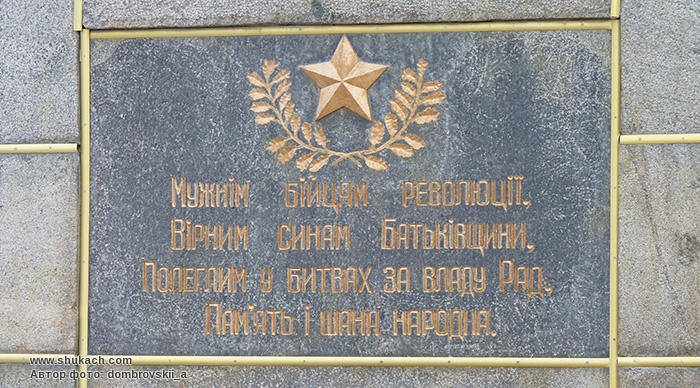 Мужнім бійцям революції,
Вірним синам Батьківщини,
Полеглим у битвах за владу Рад,
Пам'ять і шана народна.
www.shukach.com
Автор фото: dombrovskii_a